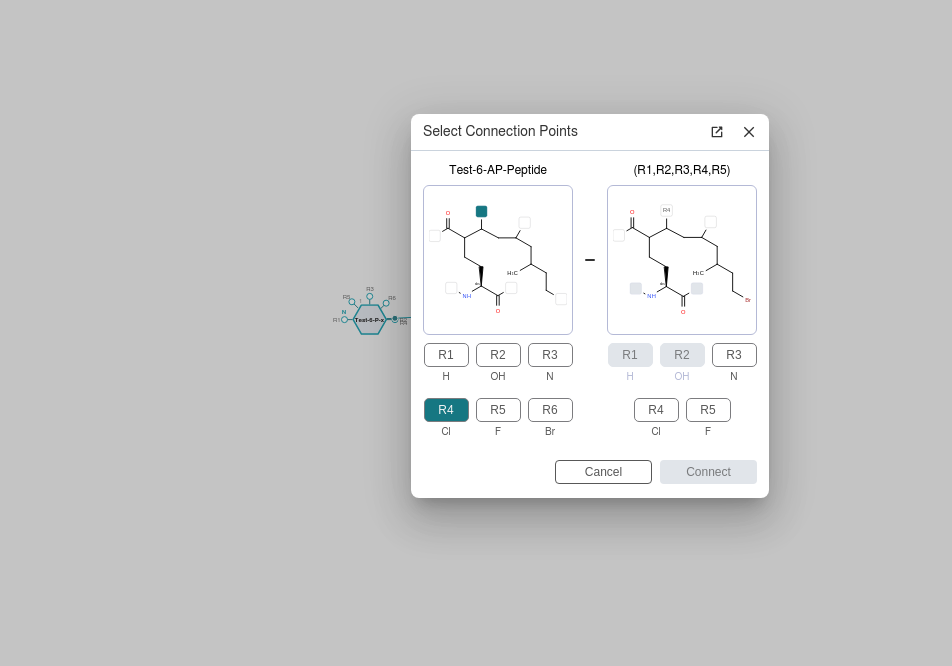 Select Connection Points
Test-6-AP-Peptide
(R1,R2,R3,R4,R5)
O
H₃C
NH
O
O
R4
H₃C
NH
O
Br
R1
R2
R3
H
OH
N
R4
R5
R6
Cl
F
Br
R1
R2
R3
H
OH
N
R4
R5
Cl
F
Cancel
Connect
R3
R5
R6
N
R1
Test-6-P-x